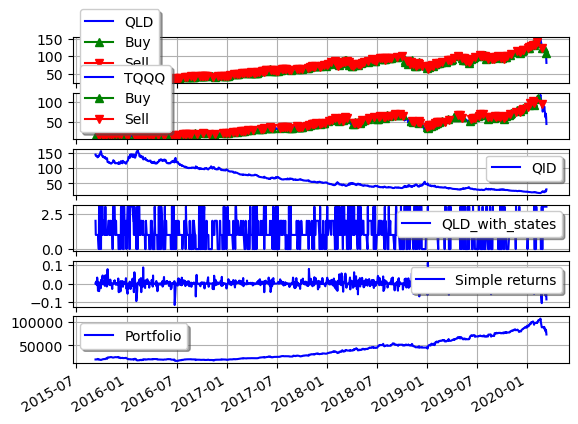 QLD
Buy
Sell
150
100
50
TQQQ
Buy
Sell
100
50
150
100
50
QID
2.5
0.0
QLD_with_states
0.1
0.0
−0.1
Simple returns
100000
50000
Portfolio
2015-07
2016-01
2016-07
2017-01
2017-07
2018-01
2018-07
2019-01
2019-07
2020-01